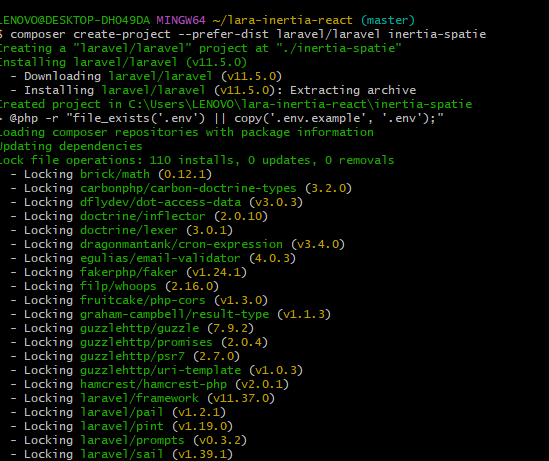 LENOVO@DESKTOP-DHO49DA MINGW64 ~/lara-inertia-react (master)
$ composer create-project --prefer-dist laravel/laravel inertia-spatie
Creating a "laravel/laravel" project at "./inertia-spatie"
Installing laravel/laravel (v11.5.0)
  - Downloading laravel/laravel (v11.5.0)
  - Installing laravel/laravel (v11.5.0): Extracting archive
Created project in C:\Users\LENOVO\lara-inertia-react\inertia-spatie
> @php -r "file_exists('.env') || copy('.env.example', '.env');"
Loading composer repositories with package information
Updating dependencies
Lock file operations: 110 installs, 0 updates, 0 removals
  - Locking brick/math (0.12.1)
  - Locking carbonphp/carbon-doctrine-types (3.2.0)
  - Locking dflydev/dot-access-data (v3.0.3)
  - Locking doctrine/inflector (2.0.10)
  - Locking doctrine/lexer (3.0.1)
  - Locking dragonmantank/cron-expression (v3.4.0)
  - Locking egulias/email-validator (4.0.3)
  - Locking fakerphp/faker (v1.24.1)
  - Locking filp/whoops (2.16.0)
  - Locking fruitcake/php-cors (v1.3.0)
  - Locking graham-campbell/result-type (v1.1.3)
  - Locking guzzlehttp/guzzle (7.9.2)
  - Locking guzzlehttp/promises (2.0.4)
  - Locking guzzlehttp/psr7 (2.7.0)
  - Locking guzzlehttp/uri-template (v1.0.3)
  - Locking hamcrest/hamcrest-php (v2.0.1)
  - Locking laravel/framework (v11.37.0)
  - Locking laravel/pail (v1.2.1)
  - Locking laravel/pint (v1.19.0)
  - Locking laravel/prompts (v0.3.2)
  - Locking laravel/sail (v1.39.1)